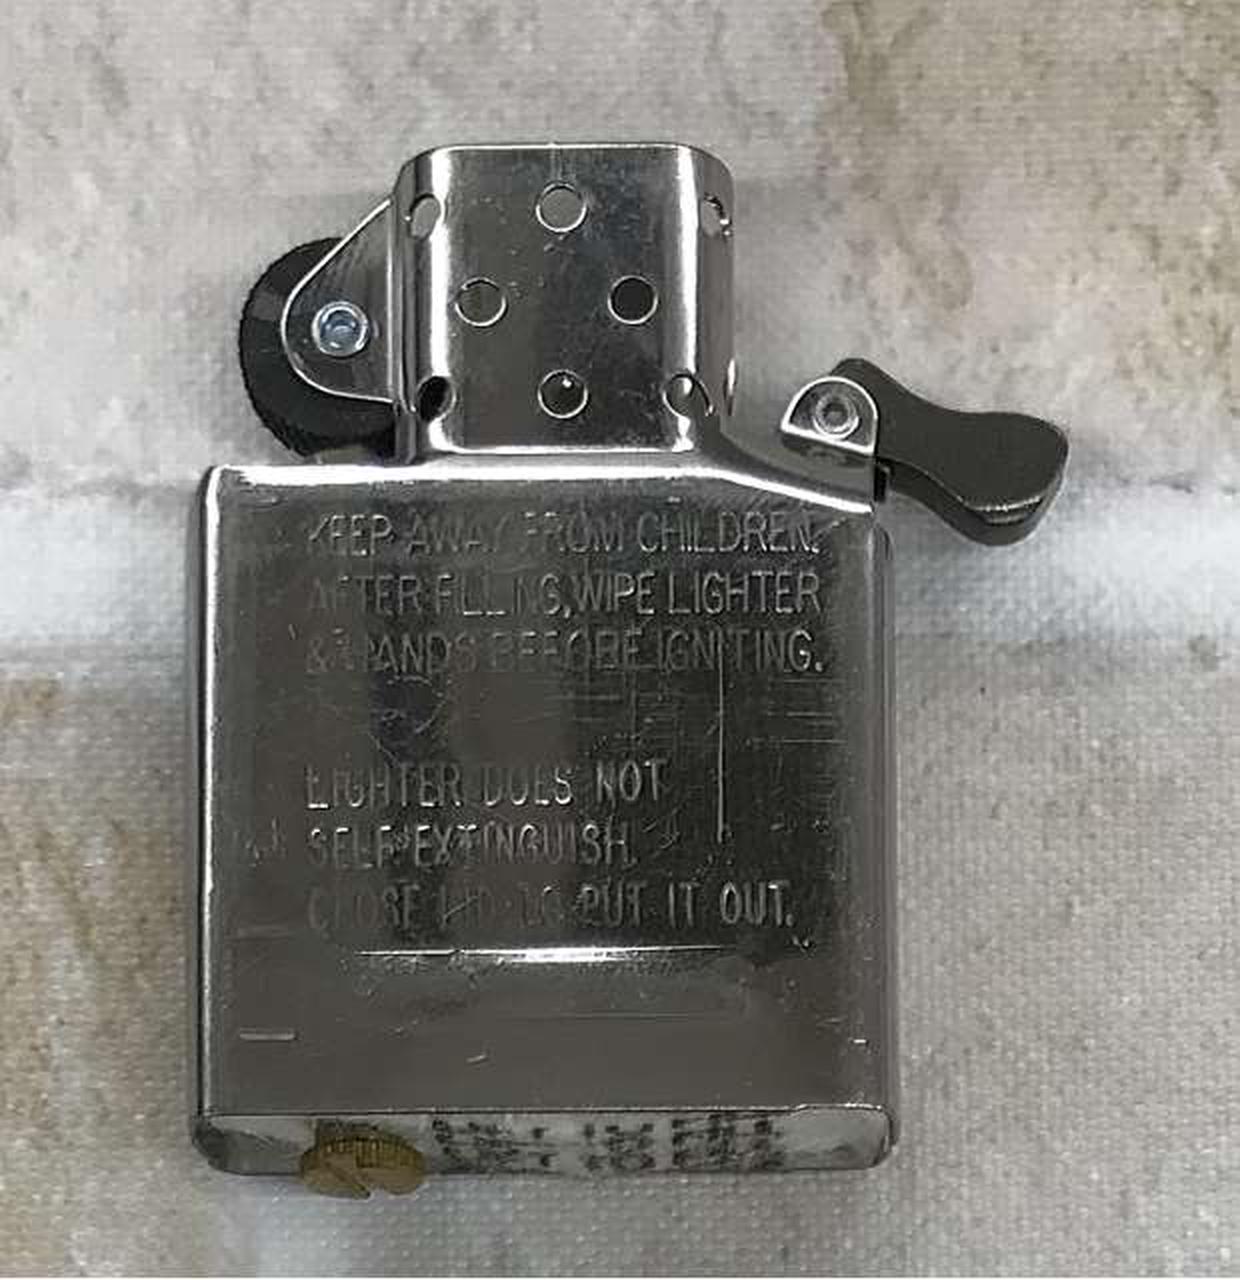 KEEP AWAY FROM CHILDREN.
AFTER FILLING, WIPE LIGHTER
& HANDS BEFORE IGNITING.
LIGHTER DOES NOT
SELF EXTINGUISH.
CLOSE LID TO PUT IT OUT.